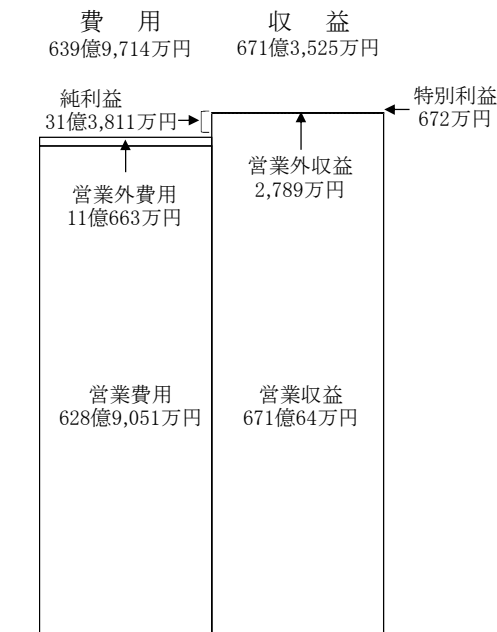 費　用
639億9,714万円
収　益
671億3,525万円
純利益
31億3,811万円
特別利益
672万円
営業外費用
11億663万円
営業外収益
2,789万円
営業費用
628億9,051万円
営業収益
671億64万円